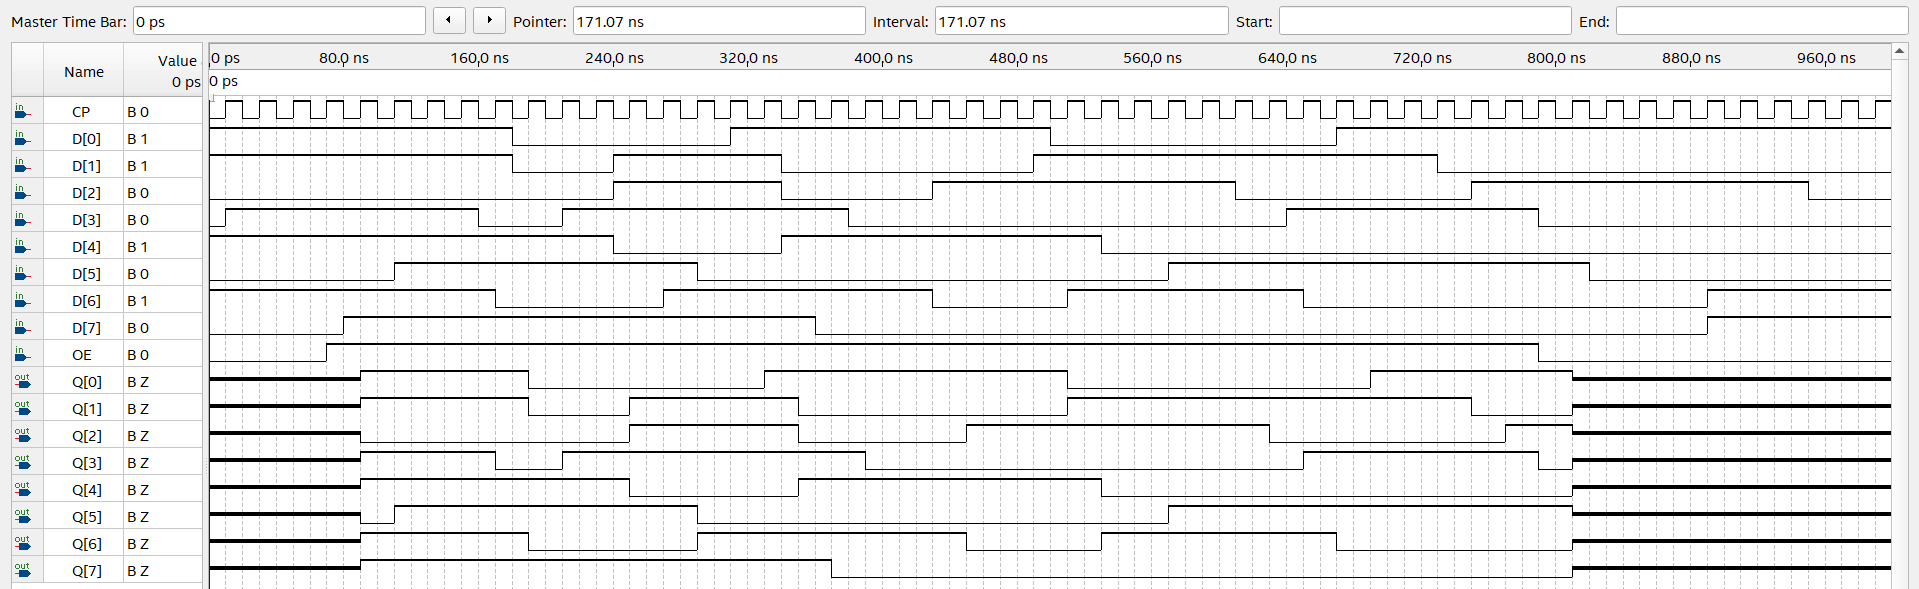 Master Time Bar: 0 ps Pointer: 171.07 ns Interval: 171.07 ns Start: End:
Name Value 0 ps
0 ps 80.0 ns 160,0 ns 240,0 ns 320,0 ns 400,0 ns 480,0 ns 560,0 ns 640,0 ns 720,0 ns 800,0 ns 880,0 ns 960,0 ns
0 ps
in CP B 0
in D[0] B 1
in D[1] B 1
in D[2] B 0
in D[3] B 0
in D[4] B 1
in D[5] B 0
in D[6] B 1
in D[7] B 0
in OE B 0
out Q[0] B Z
out Q[1] B Z
out Q[2] B Z
out Q[3] B Z
out Q[4] B Z
out Q[5] B Z
out Q[6] B Z
out Q[7] B Z